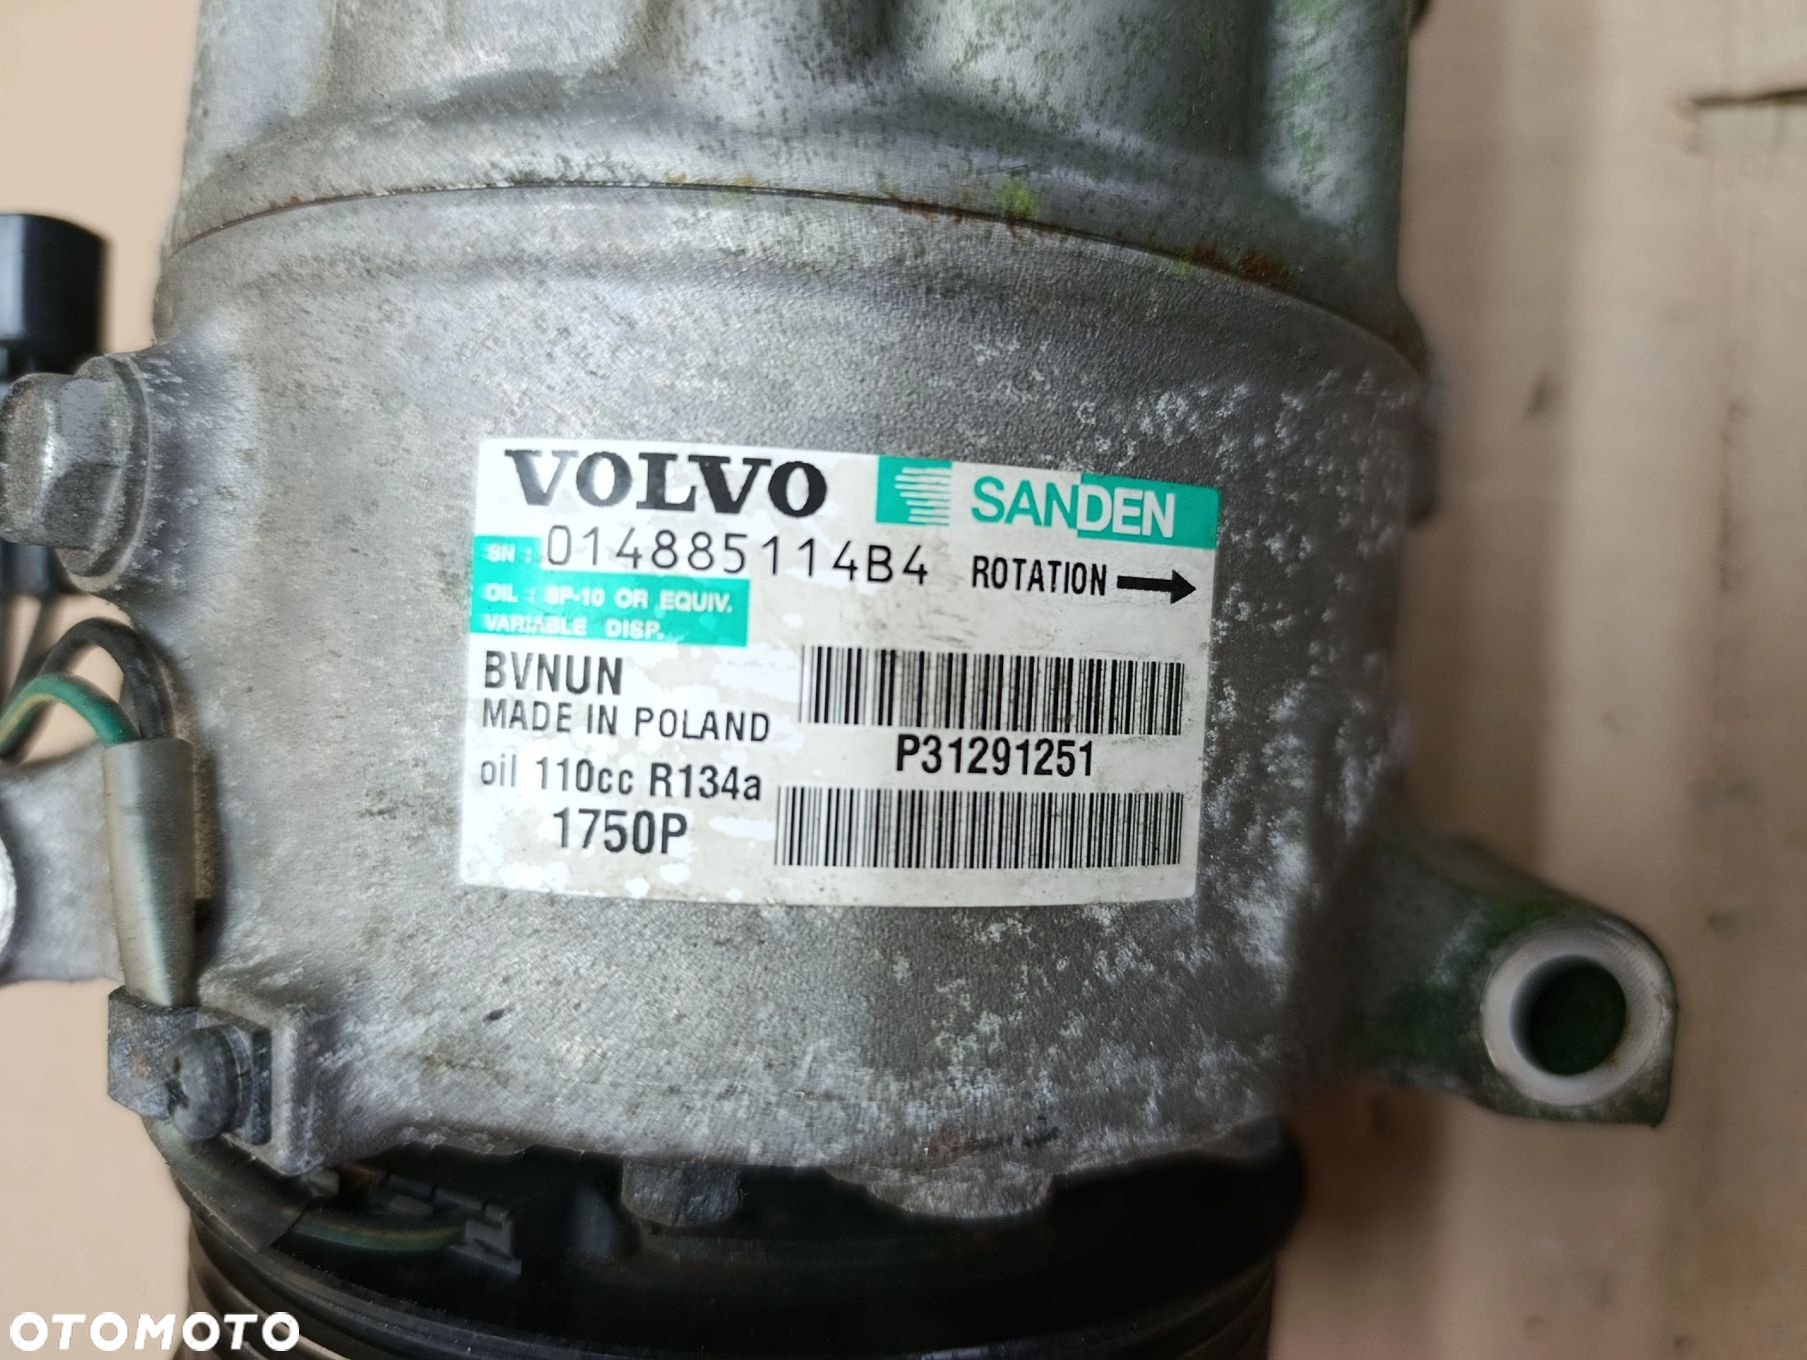 VOLVO SANDEN
SN : 014885114B4 ROTATION
OIL : SP-10 OR EQUIV.
VARIABLE DISP.
BVNUN
MADE IN POLAND
P31291251
oil 110cc R134a
1750P
OTOMOTO